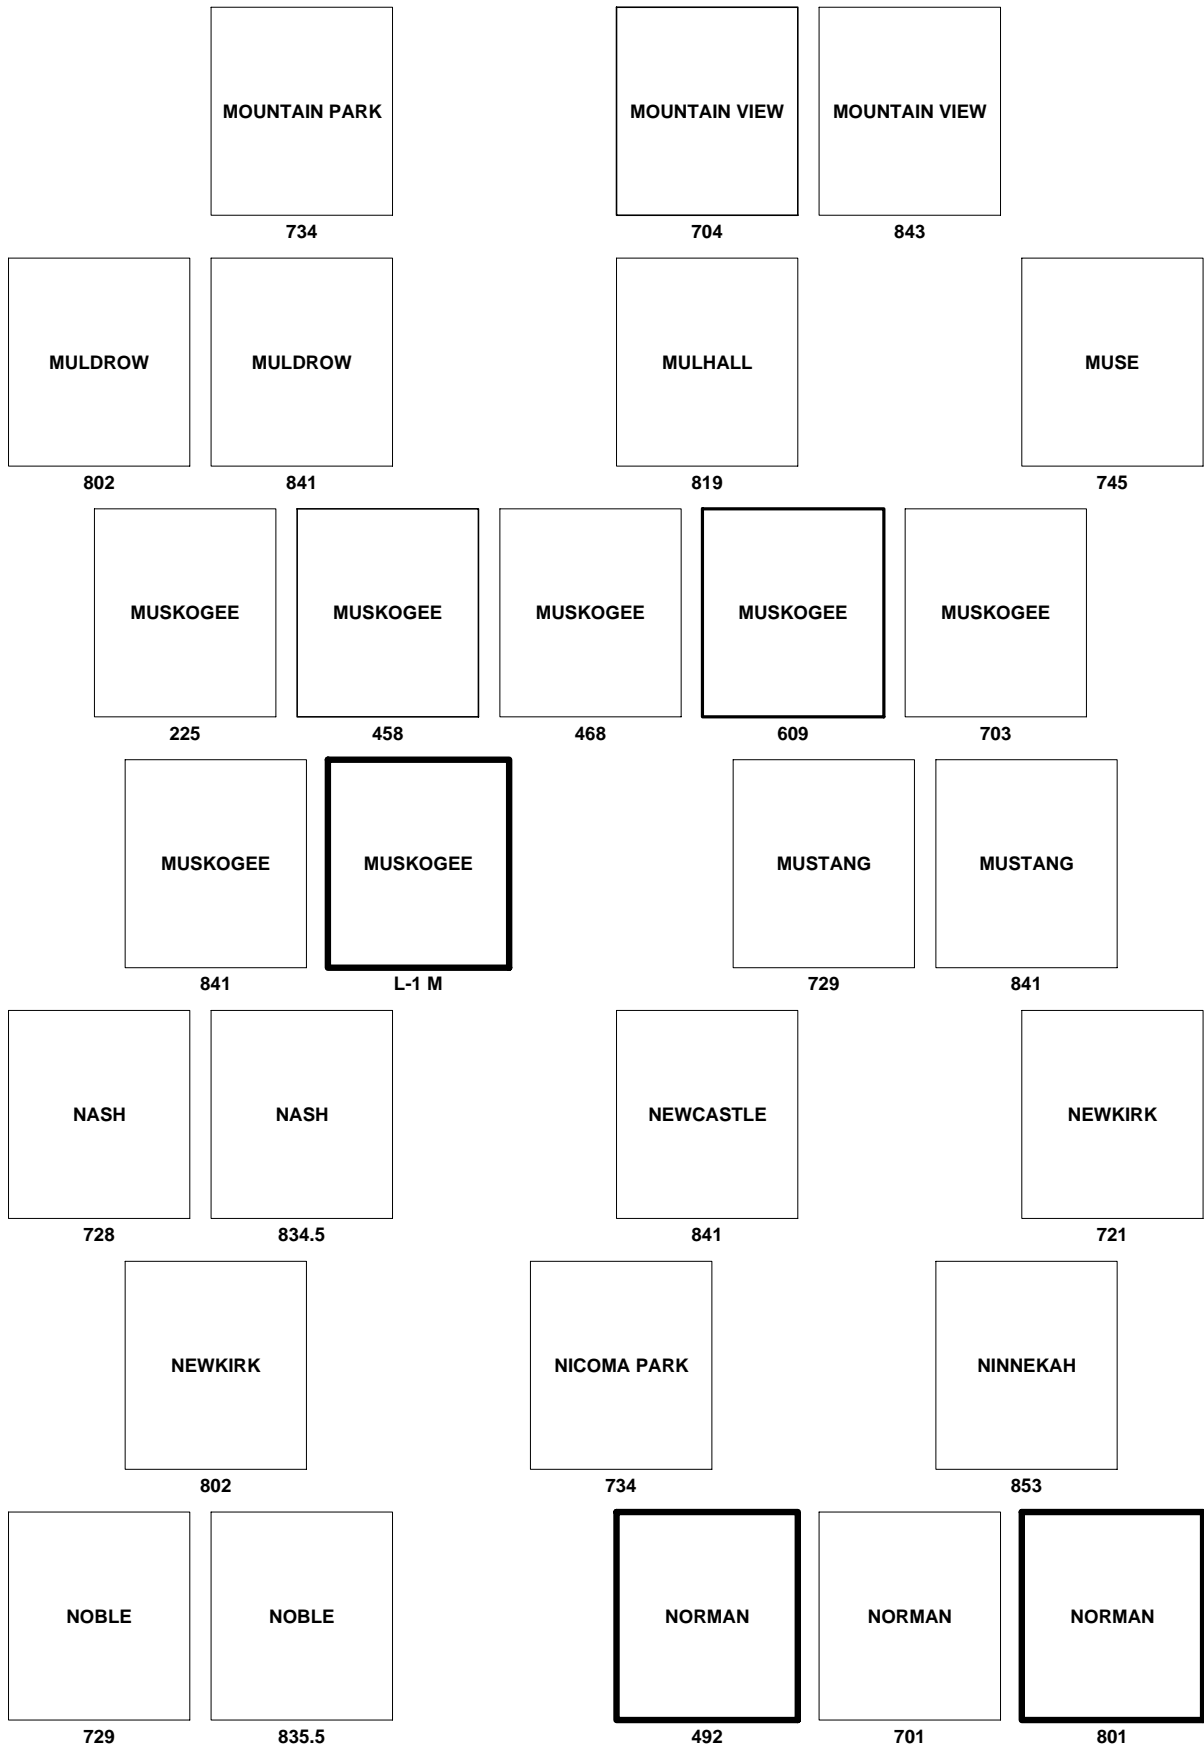 MOUNTAIN PARK MOUNTAIN VIEW MOUNTAIN VIEW
734 704 843
MULDROW MULDROW MULHALL MUSE
802 841 819 745
MUSKOGEE MUSKOGEE MUSKOGEE MUSKOGEE MUSKOGEE
225 458 468 609 703
MUSKOGEE MUSKOGEE MUSTANG MUSTANG
841 L-1 M 729 841
NASH NASH NEWCASTLE NEWKIRK
728 834.5 841 721
NEWKIRK NICOMA PARK NINNEKAH
802 734 853
NOBLE NOBLE NORMAN NORMAN NORMAN
729 835.5 492 701 801